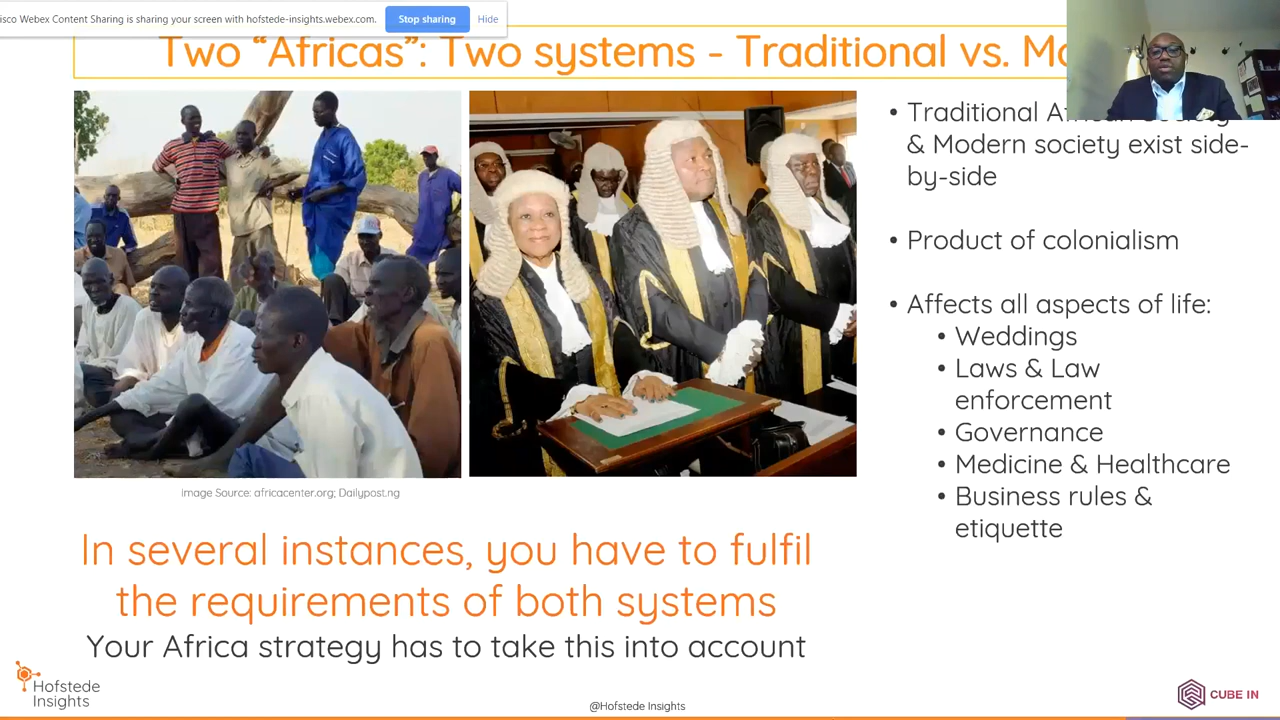 isco Webex Content Sharing is sharing your screen with hofstede-insights.webex.com.
Stop sharing
Hide
Two “Africas”: Two systems - Traditional vs. Mo
• Traditional
& Modern society exist side-
by-side
• Product of colonialism
• Affects all aspects of life:
• Weddings
• Laws & Law
enforcement
• Governance
• Medicine & Healthcare
• Business rules &
etiquette
Image Source: africacenter.org; Dailypost.ng
In several instances, you have to fulfil
the requirements of both systems
Your Africa strategy has to take this into account
Hofstede
Insights
@Hofstede Insights
CUBE IN